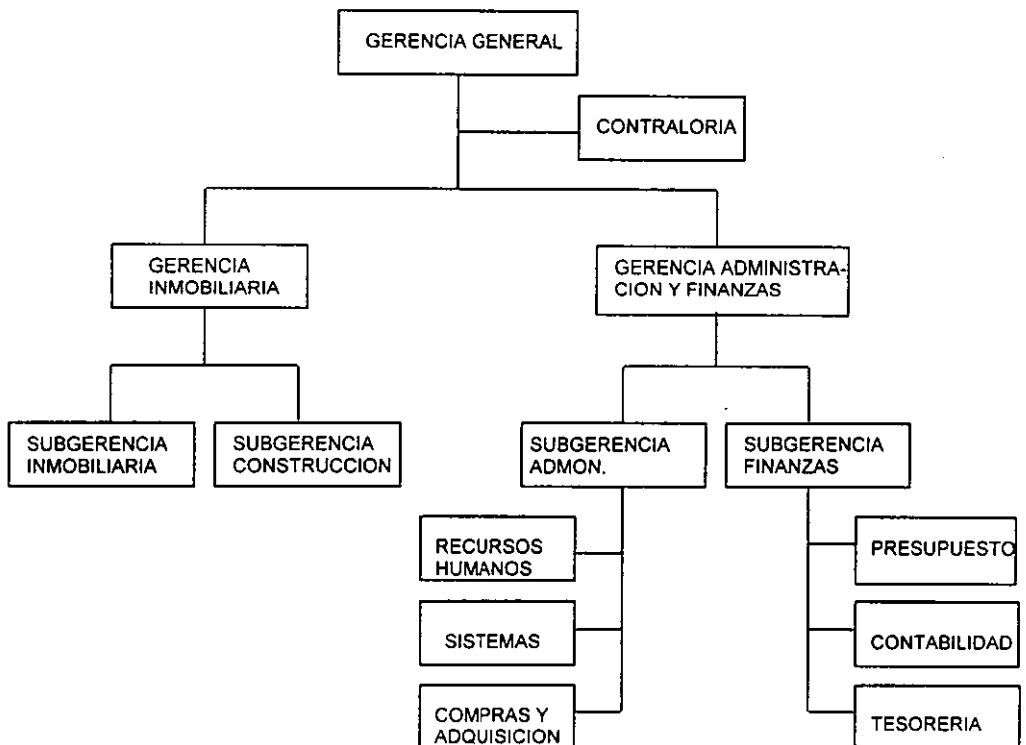 GERENCIA GENERAL
CONTRALORIA
GERENCIA
INMOBILIARIA
GERENCIA ADMINISTRA-
CION Y FINANZAS
SUBGERENCIA
INMOBILIARIA
SUBGERENCIA
CONSTRUCCION
SUBGERENCIA
ADMON.
SUBGERENCIA
FINANZAS
RECURSOS
HUMANOS
PRESUPUESTO
SISTEMAS
CONTABILIDAD
COMPRAS Y
ADQUISICION
TESORERIA